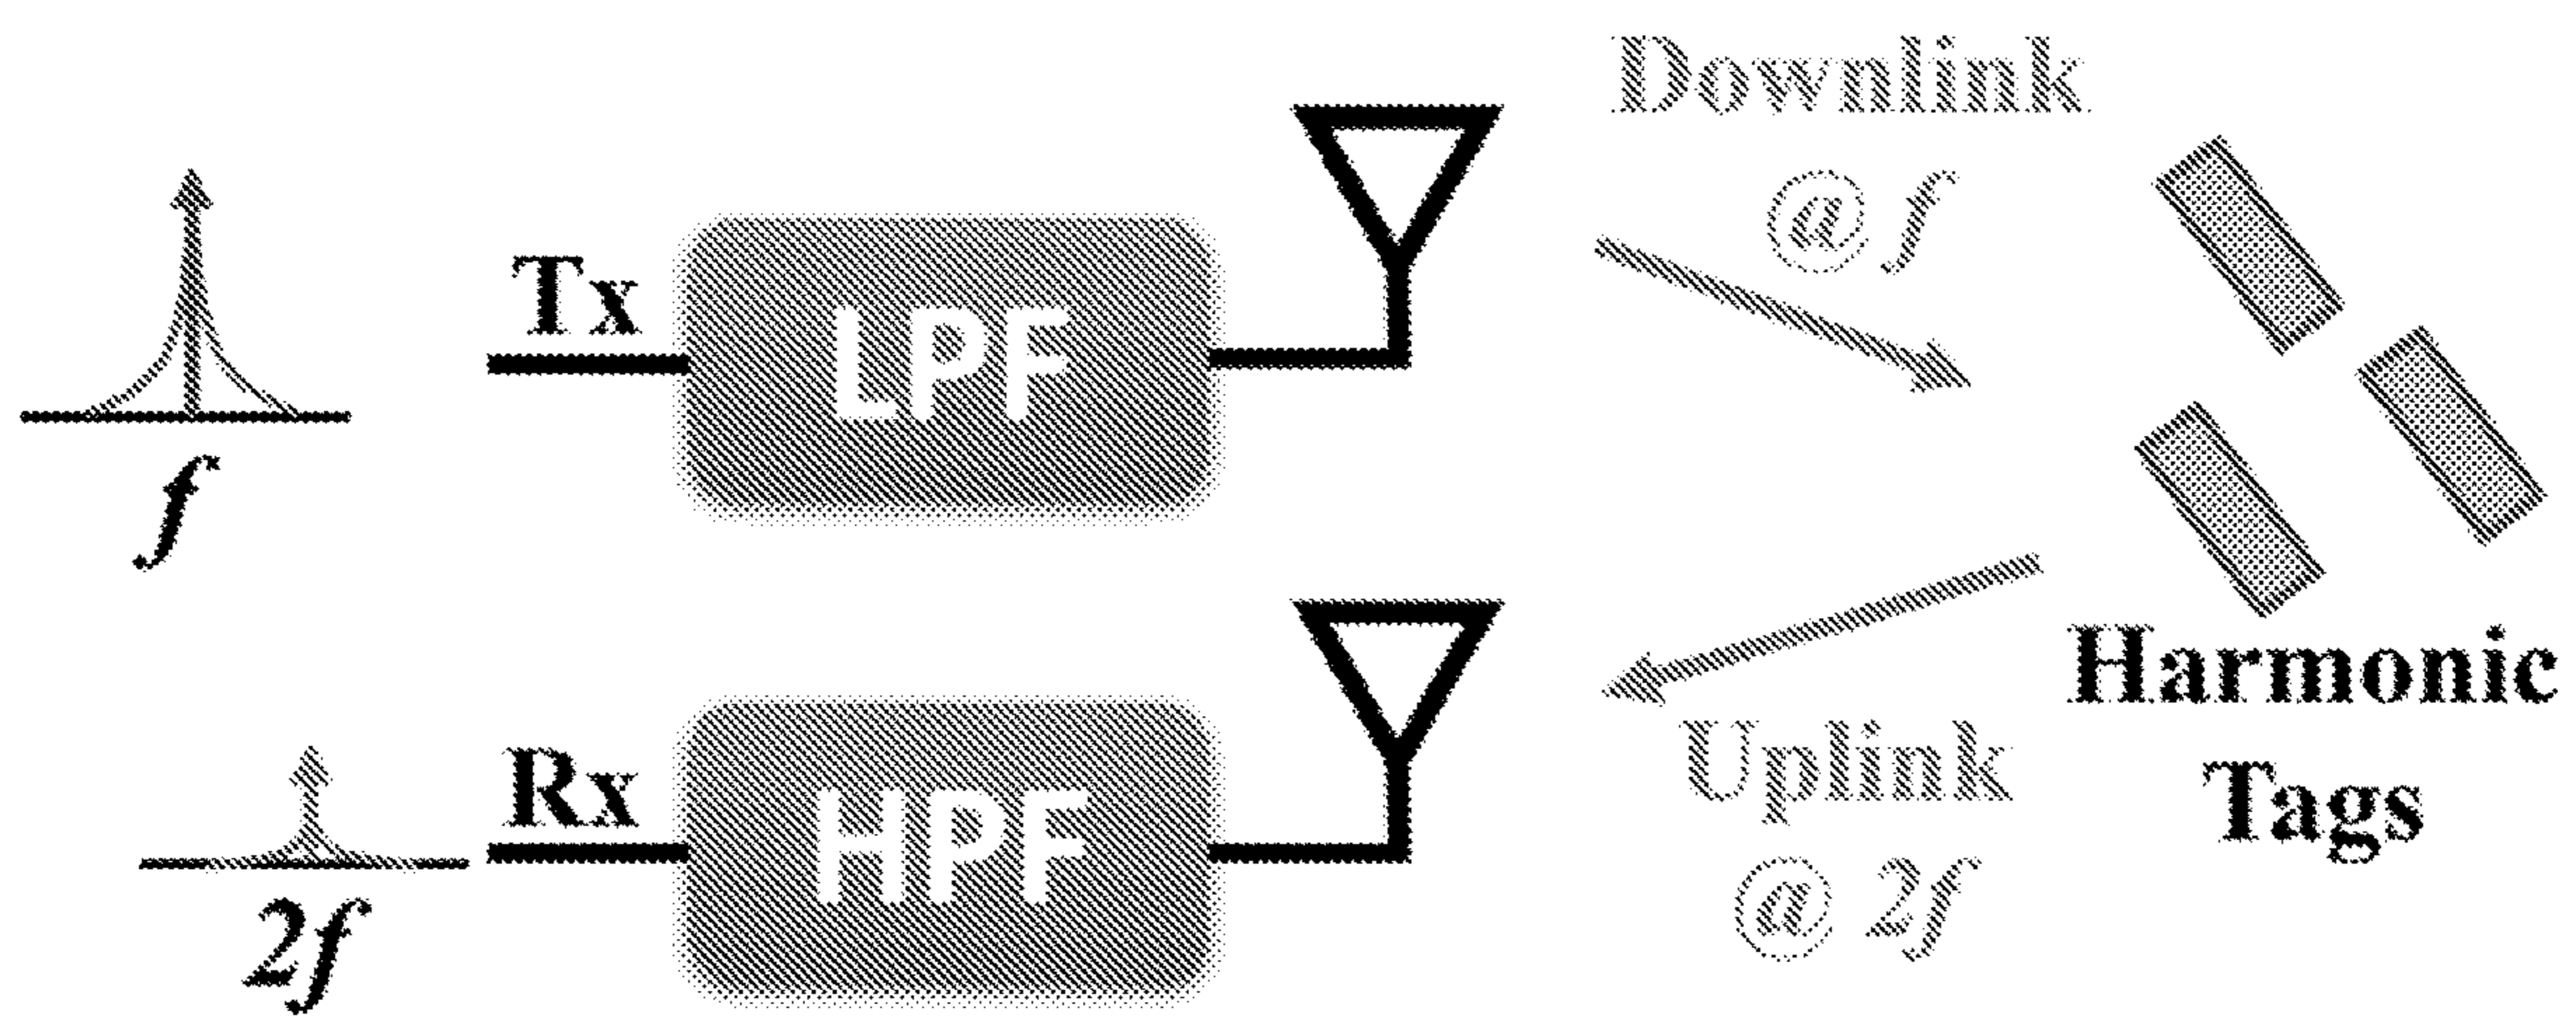 Downlink
@ f
Tx
LPF
f
Harmonic
Tags
Rx
HPF
Uplink
@ 2f
2f